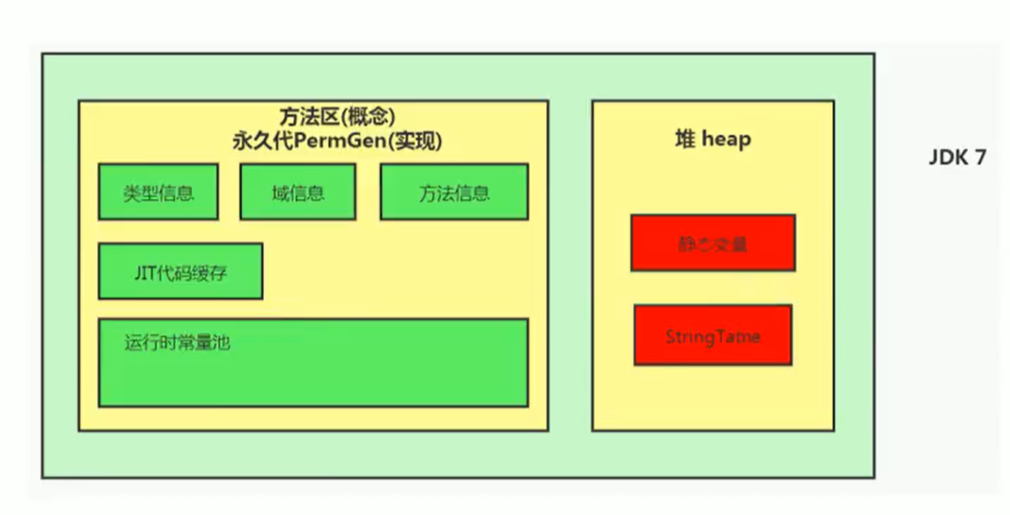 方法区(概念)
永久代PermGen(实现)
类型信息
域信息
方法信息
JIT代码缓存
运行时常量池
堆 heap
静态变量
StringTame
JDK 7